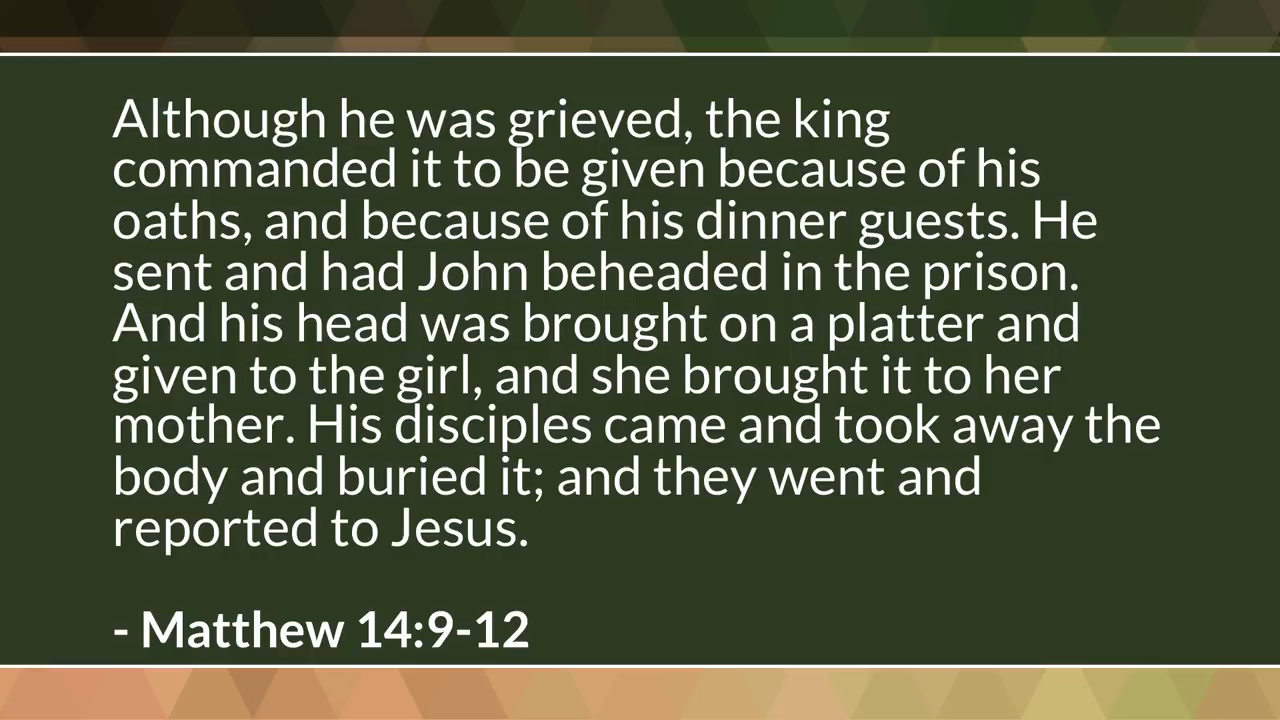 Although he was grieved, the king
commanded it to be given because of his
oaths, and because of his dinner guests. He
sent and had John beheaded in the prison.
And his head was brought on a platter and
given to the girl, and she brought it to her
mother. His disciples came and took away the
body and buried it; and they went and
reported to Jesus.
- Matthew 14:9-12